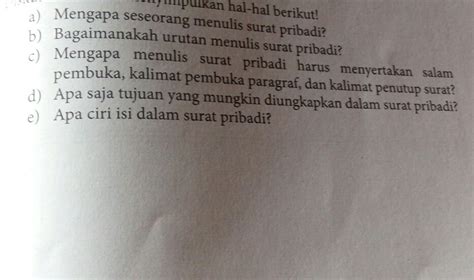 hal-hal berikut!
a) Mengapa seseorang menulis surat pribadi?
b) Bagaimanakah urutan menulis surat pribadi?
c) Mengapa menulis surat pribadi harus menyertakan salam
pembuka, kalimat pembuka paragraf, dan kalimat penutup surat?
d) Apa saja tujuan yang mungkin diungkapkan dalam surat pribadi?
e) Apa ciri isi dalam surat pribadi?